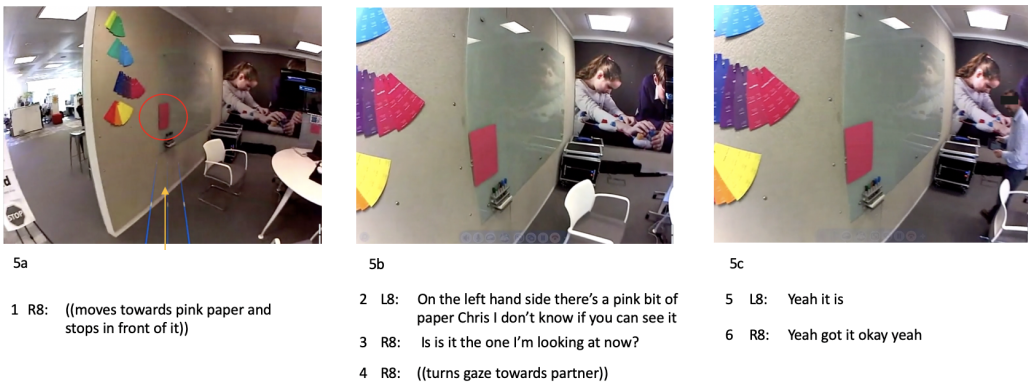 STOP
5a
5b
5c
1 R8: ((moves towards pink paper and
stops in front of it))
2 L8: On the left hand side there's a pink bit of
paper Chris I don't know if you can see it
3 R8: Is is it the one I'm looking at now?
4 R8: ((turns gaze towards partner))
5 L8: Yeah it is
6 R8: Yeah got it okay yeah